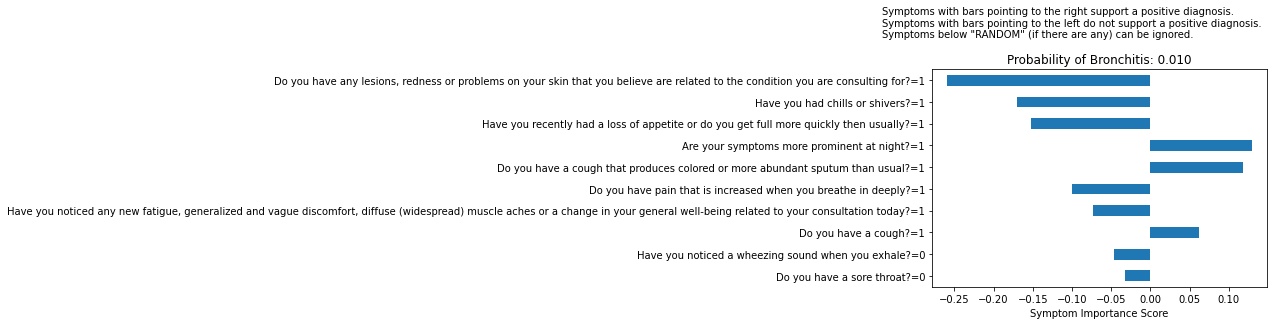 Symptoms with bars pointing to the right support a positive diagnosis.
Symptoms with bars pointing to the left do not support a positive diagnosis.
Symptoms below "RANDOM" (if there are any) can be ignored.
Probability of Bronchitis: 0.010
Do you have any lesions, redness or problems on your skin that you believe are related to the condition you are consulting for?=1
Have you had chills or shivers?=1
Have you recently had a loss of appetite or do you get full more quickly then usually?=1
Are your symptoms more prominent at night?=1
Do you have a cough that produces colored or more abundant sputum than usual?=1
Do you have pain that is increased when you breathe in deeply?=1
Have you noticed any new fatigue, generalized and vague discomfort, diffuse (widespread) muscle aches or a change in your general well-being related to your consultation today?=1
Do you have a cough?=1
Have you noticed a wheezing sound when you exhale?=0
Do you have a sore throat?=0
−0.25 −0.20 −0.15 −0.10 −0.05 0.00 0.05 0.10
Symptom Importance Score